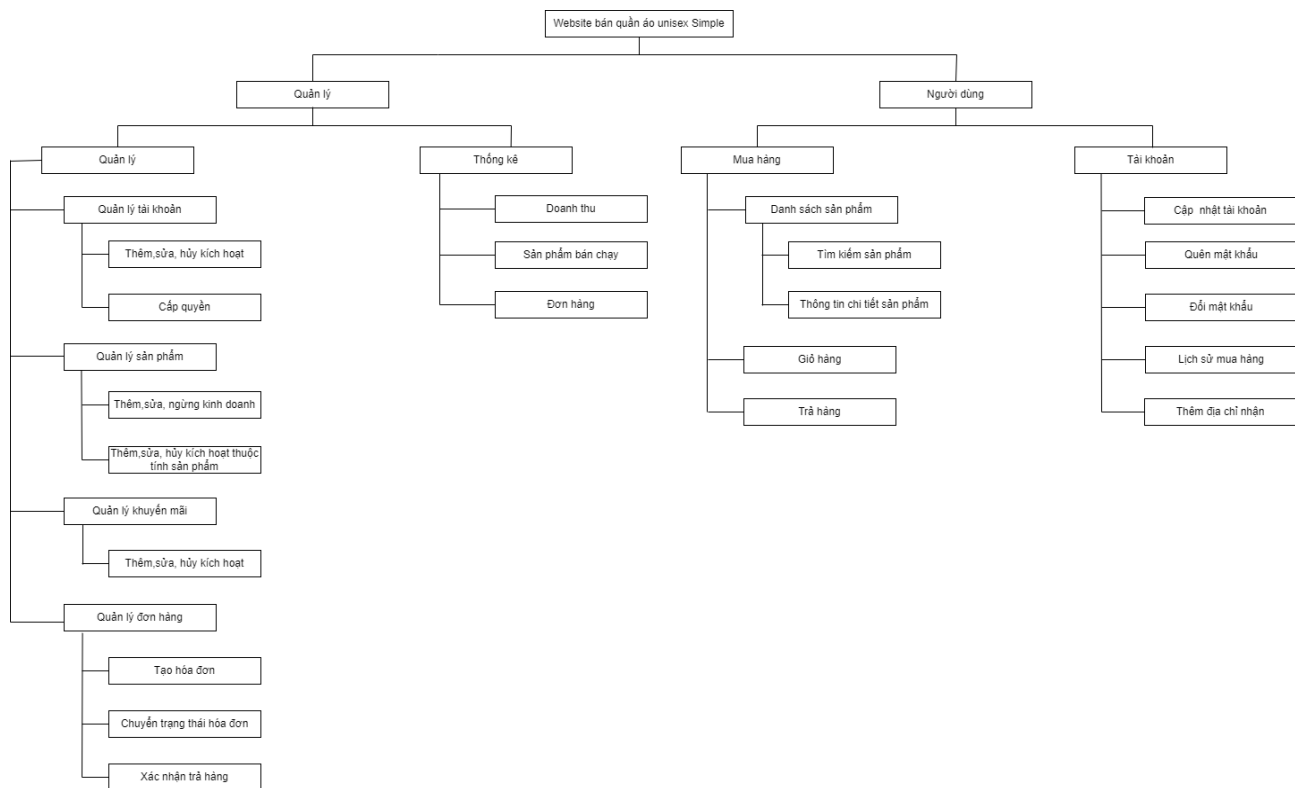 Website bán quần áo unisex Simple
Quản lý
Người dùng
Quản lý
Thống kê
Mua hàng
Tài khoản
Quản lý tài khoản
Thêm,sửa, hủy kích hoạt
Cấp quyền
Quản lý sản phẩm
Thêm,sửa, ngừng kinh doanh
Thêm,sửa, hủy kích hoạt thuộc
tính sản phẩm
Quản lý khuyến mãi
Thêm,sửa, hủy kích hoạt
Quản lý đơn hàng
Tạo hóa đơn
Chuyển trạng thái hóa đơn
Xác nhận trả hàng
Doanh thu
Sản phẩm bán chạy
Đơn hàng
Danh sách sản phẩm
Tìm kiếm sản phẩm
Thông tin chi tiết sản phẩm
Giỏ hàng
Trả hàng
Cập nhật tài khoản
Quên mật khẩu
Đổi mật khẩu
Lịch sử mua hàng
Thêm địa chỉ nhận